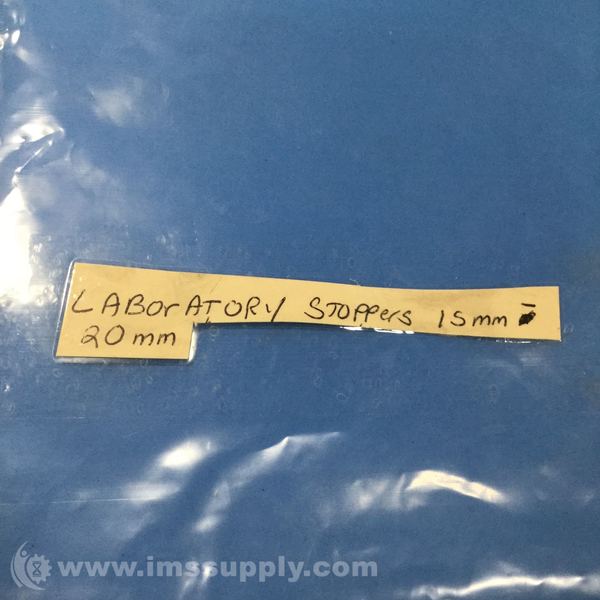 LABorATORY STOPPers 15mm -
20mm
www.imssupply.com